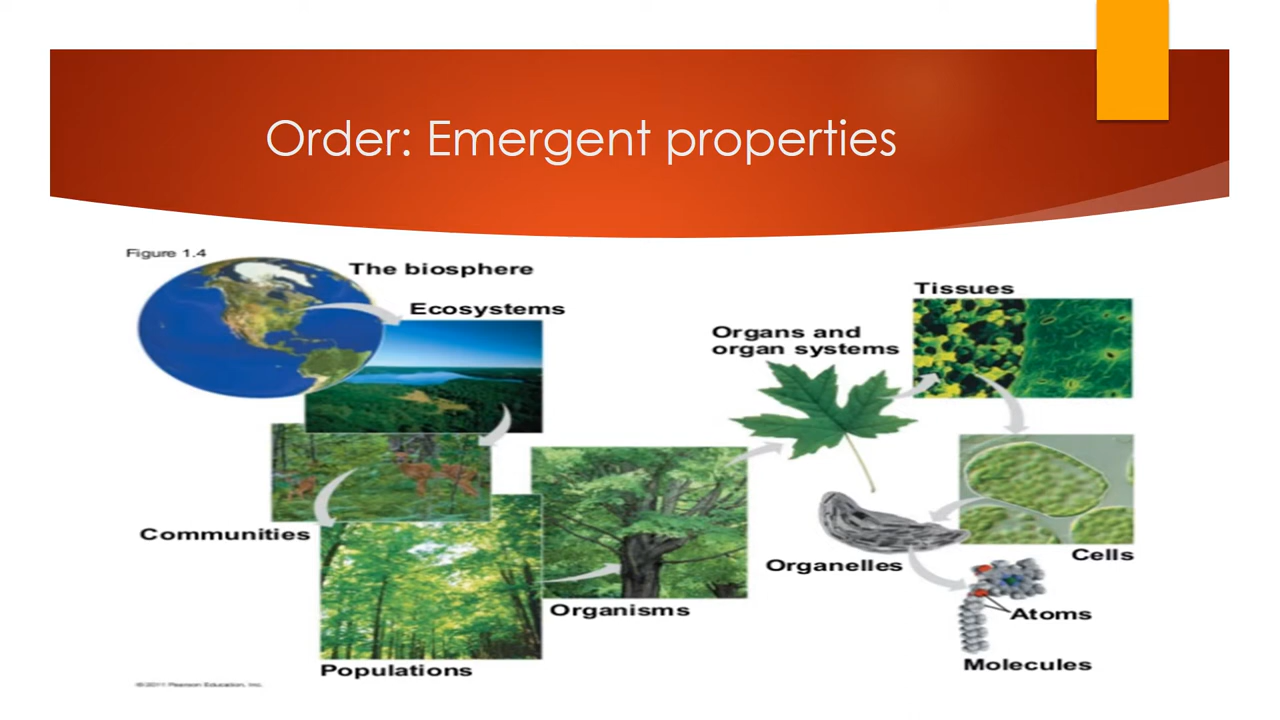 Order: Emergent properties
Figure 1.4
The biosphere
Ecosystems
Communities
Populations
Organisms
Organs and
organ systems
Tissues
Cells
Organelles
Atoms
Molecules
© 2011 Pearson Education, Inc.